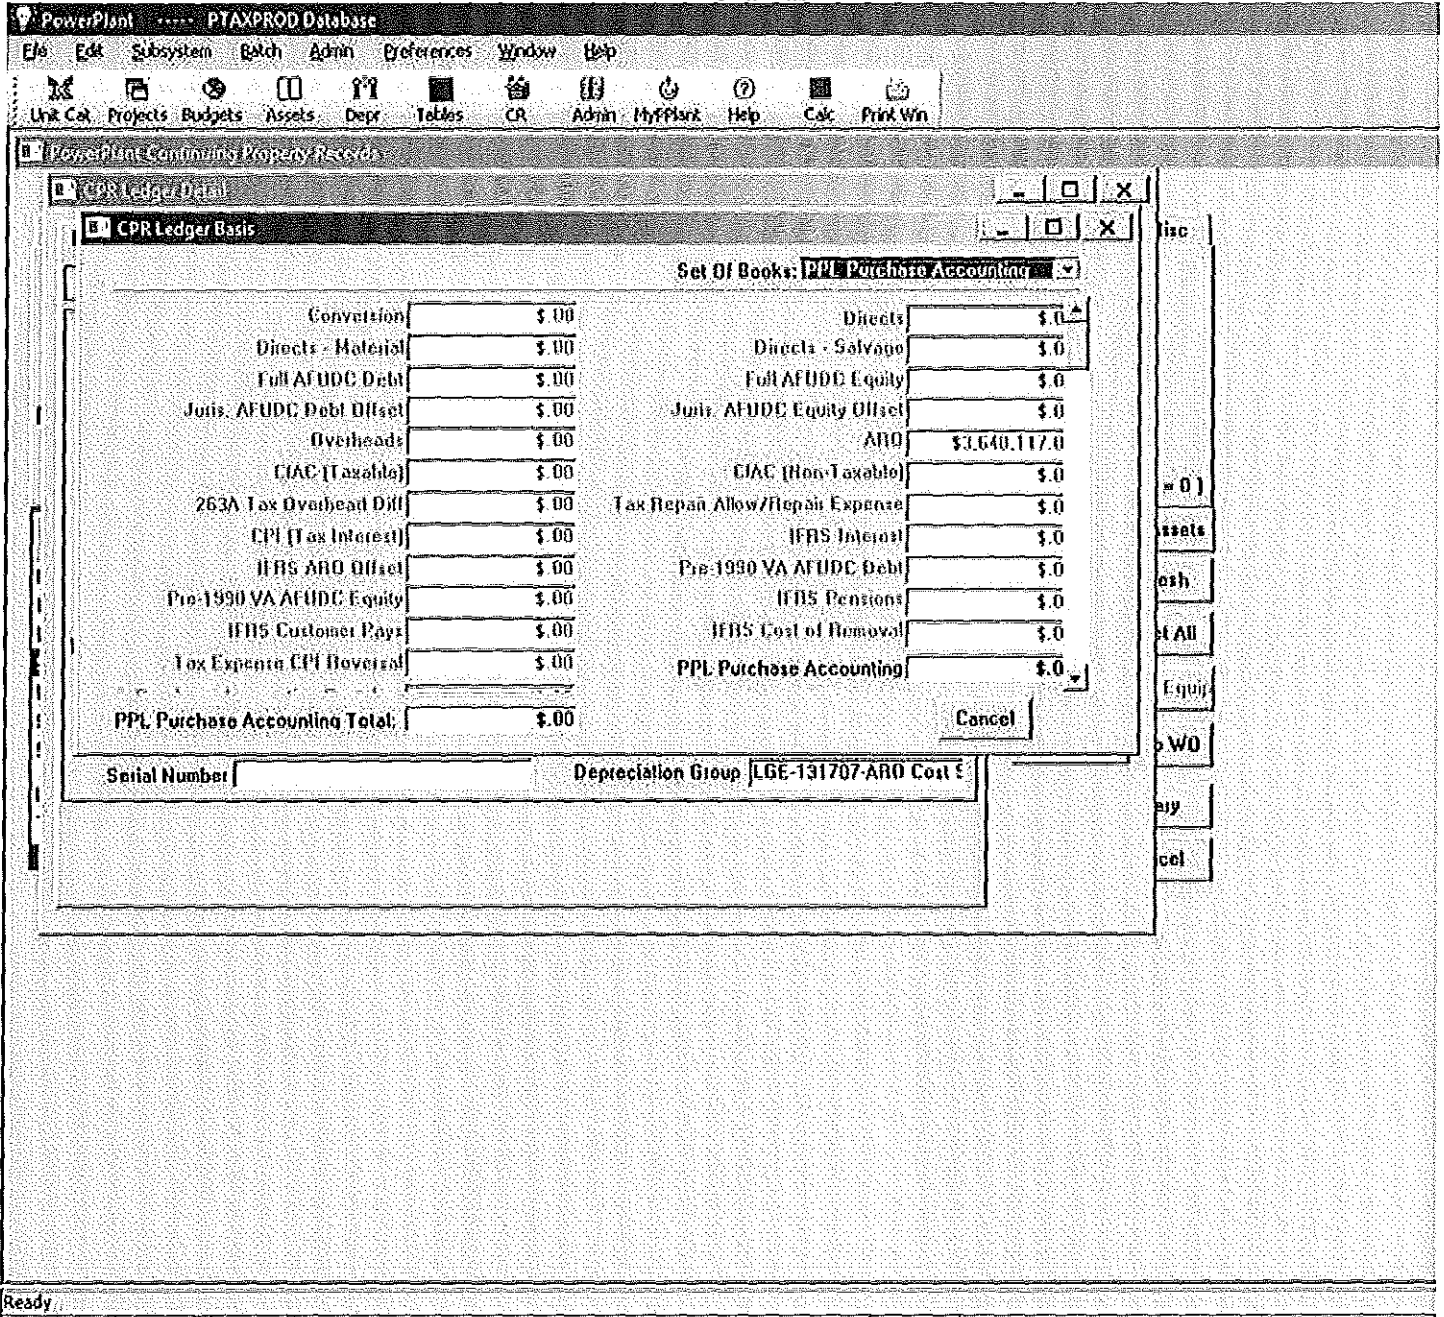 PowerPlant ----- PTAXPROD Database
File Edit Subsystem Batch Admin Preferences Window Help
Unit Cat. Projects Budgets Assets Depr Tables CR Admin MyPPlant Help Calc Print Win
PowerPlant Continuing Property Records
CPR Ledger Detail
CPR Ledger Basis
isc
Set Of Books: PPL Purchase Accounting
Conversion $.00 Directs $.0
Directs - Material $.00 Directs - Salvage $.0
Full AFUDC Debt $.00 Full AFUDC Equity $.0
Juris. AFUDC Debt Offset $.00 Juris. AFUDC Equity Offset $.0
Overheads $.00 ARO $3,640,117.0
CIAC (Taxable) $.00 CIAC (Non-Taxable) $.0
263A Tax Overhead Diff $.00 Tax Repair Allow/Repair Expense $.0
= 0 )
CPI (Tax Interest) $.00 IFRS Interest $.0
ssets
IFRS ARO Offset $.00 Pre-1990 VA AFUDC Debt $.0
esh
Pre-1990 VA AFUDC Equity $.00 IFRS Pensions $.0
IFRS Customer Pays $.00 IFRS Cost of Removal $.0
t All
Tax Expense CPI Reversal $.00 PPL Purchase Accounting $.0
Equip
PPL Purchase Accounting Total: $.00
Cancel
WO
Serial Number Depreciation Group LGE-131707-ARO Cost S
cel
Ready